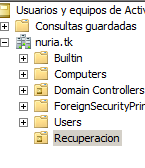 Usuarios y equipos de Activ
Consultas guardadas
nuria.tk
Builtin
Computers
Domain Controllers
ForeignSecurityPrin
Users
Recuperacion